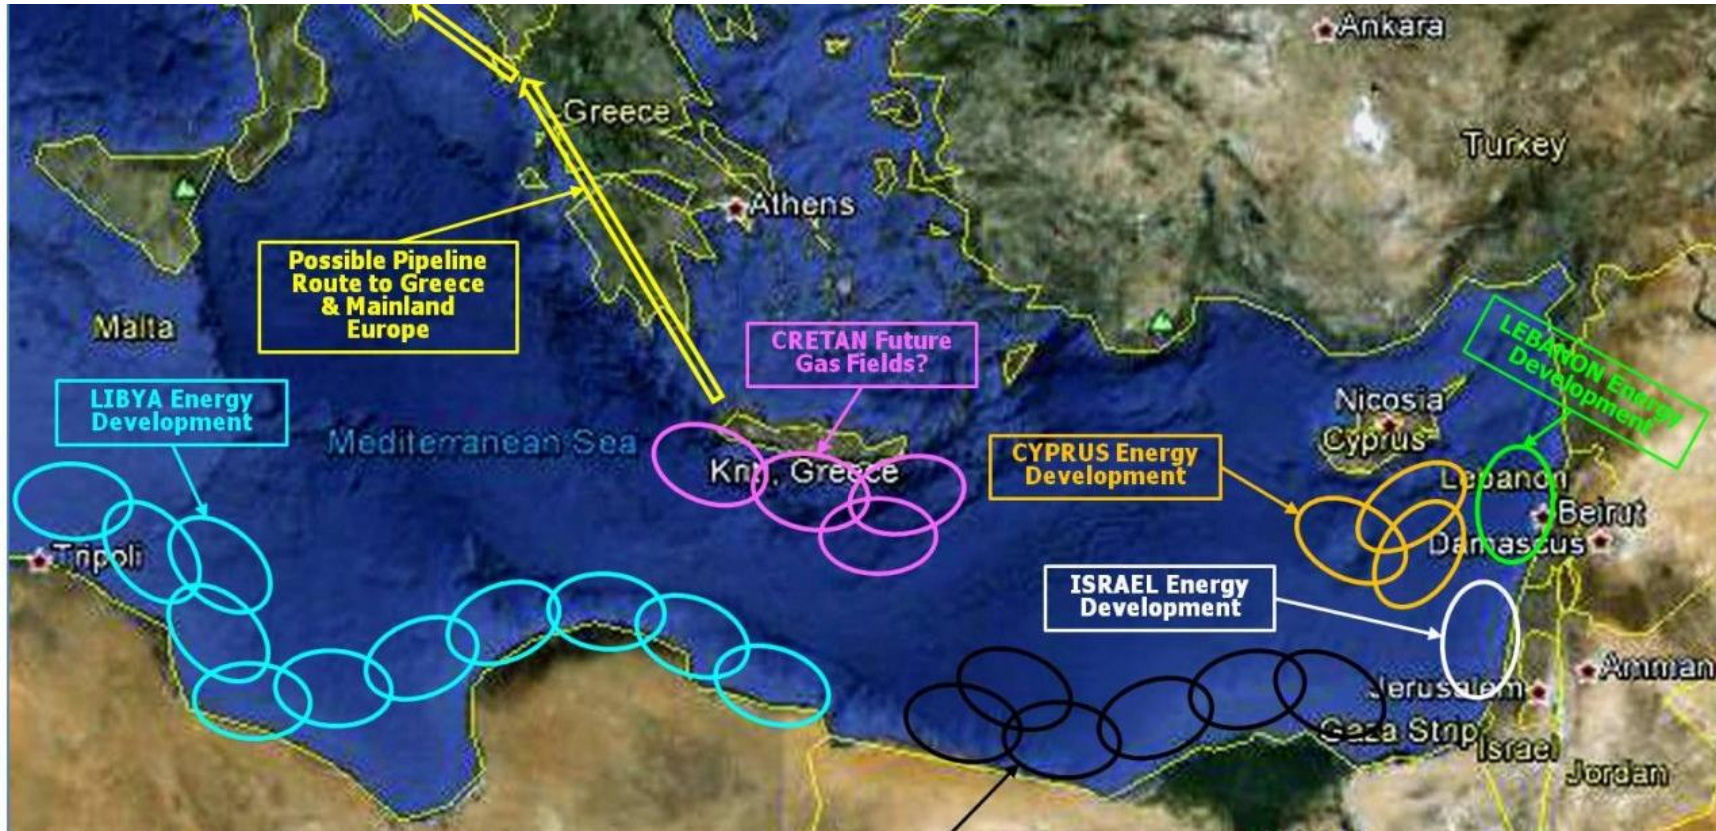 Ankara
Greece
Turkey
Athens
Possible Pipeline
Route to Greece
& Mainland
Europe
Malta
CRETAN Future
Gas Fields?
LEBANON Energy
Development
LIBYA Energy
Development
Nicosia
Mediterranean Sea
Cyprus
CYPRUS Energy
Development
Greece
Lebanon
Beirut
Tripoli
Damascus
ISRAEL Energy
Development
Amman
Jerusalem
Gaza Strip
Israel
Jordan